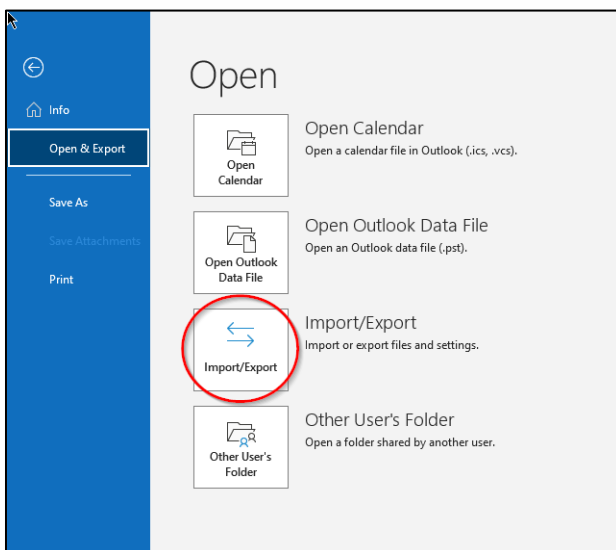 Open
Info
Open & Export
Save As
Save Attachments
Print
Open
Calendar
Open Calendar
Open a calendar file in Outlook (.ics, .vcs).
Open Outlook
Data File
Open Outlook Data File
Open an Outlook data file (.pst).
Import/Export
Import/Export
Import or export files and settings.
Other User's
Folder
Other User's Folder
Open a folder shared by another user.